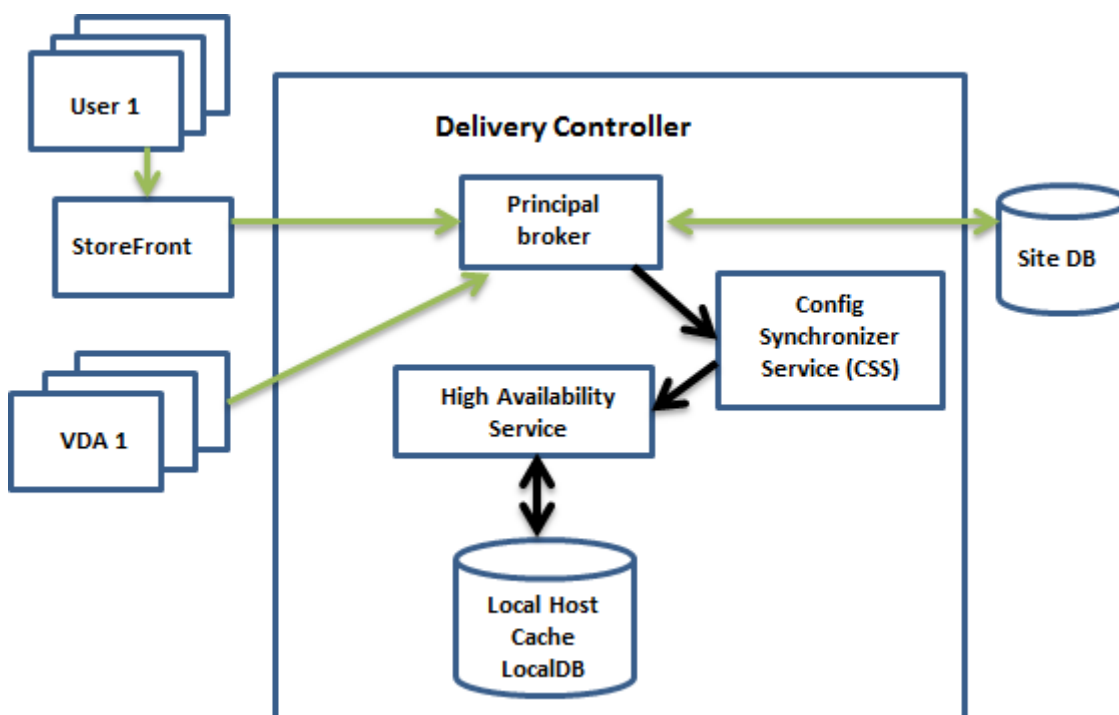 User 1
Delivery Controller
StoreFront
Principal
broker
Site DB
Config
Synchronizer
Service (CSS)
High Availability
Service
VDA 1
Local Host
Cache
LocalDB